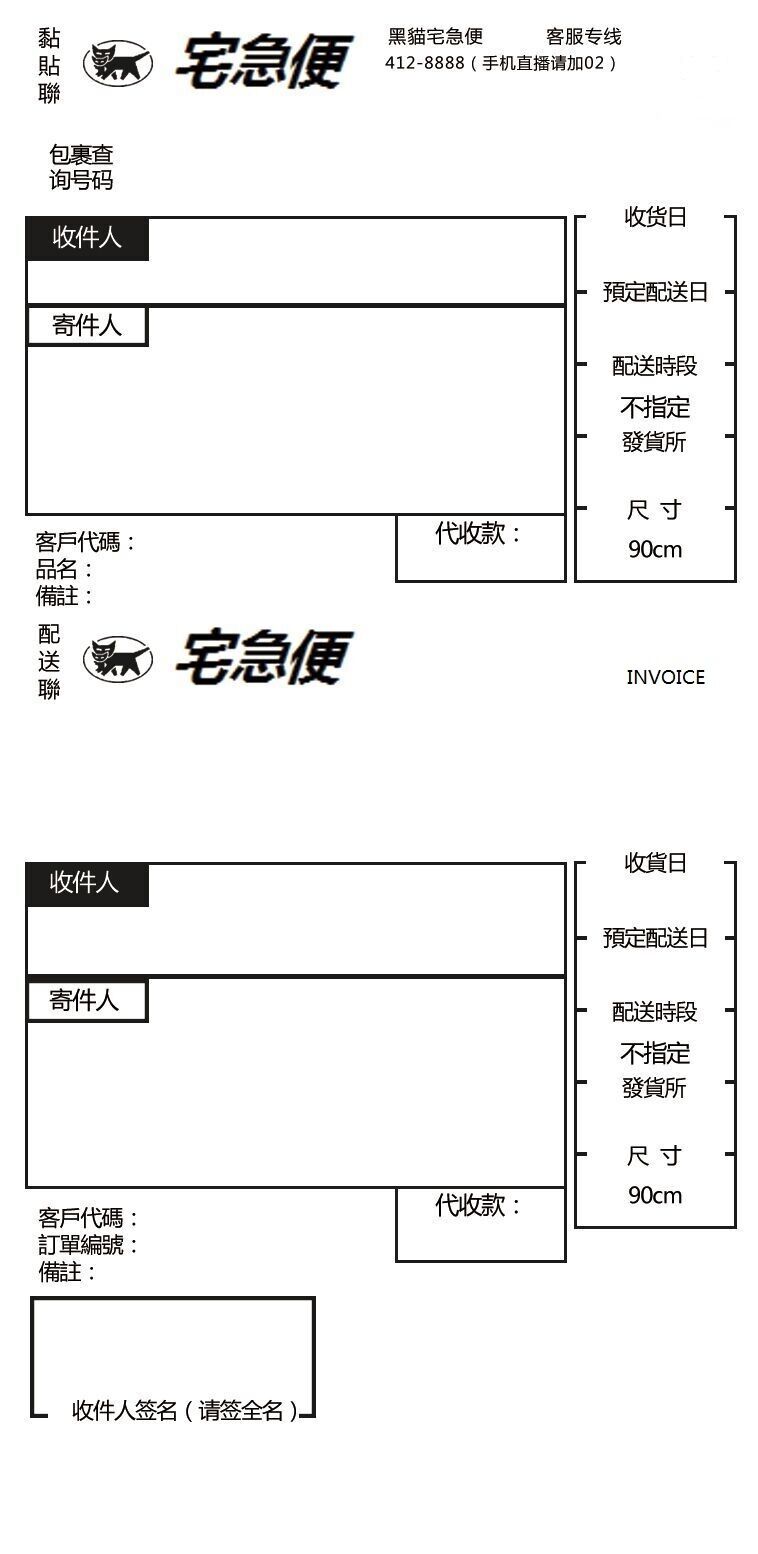 黏貼聯
宅急便
黑貓宅急便 客服专线
412-8888（手机直播请加02）
包裹查
询号码
收件人
寄件人
收货日
預定配送日
配送時段
不指定
發貨所
尺 寸
90cm
代收款：
客戶代碼：
品名：
備註：
配送聯
宅急便
INVOICE
收件人
寄件人
收貨日
預定配送日
配送時段
不指定
發貨所
尺 寸
90cm
代收款：
客戶代碼：
訂單編號：
備註：
收件人签名（请签全名）